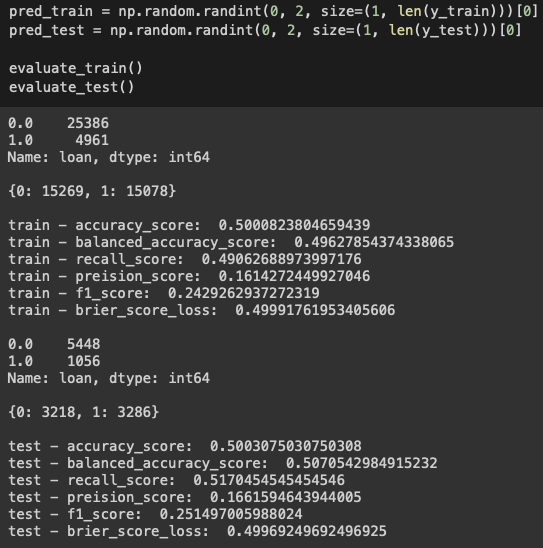 pred_train = np.random.randint(0, 2, size=(1, len(y_train)))[0]
pred_test = np.random.randint(0, 2, size=(1, len(y_test)))[0]
evaluate_train()
evaluate_test()
0.0    25386
1.0     4961
Name: loan, dtype: int64
{0: 15269, 1: 15078}
train - accuracy_score:  0.5000823804659439
train - balanced_accuracy_score:  0.49627854374338065
train - recall_score:  0.49062688973997176
train - preision_score:  0.1614272449927046
train - f1_score:  0.2429262937272319
train - brier_score_loss:  0.49991761953405606
0.0    5448
1.0    1056
Name: loan, dtype: int64
{0: 3218, 1: 3286}
test - accuracy_score:  0.5003075030750308
test - balanced_accuracy_score:  0.5070542984915232
test - recall_score:  0.5170454545454546
test - preision_score:  0.1661594643944005
test - f1_score:  0.251497005988024
test - brier_score_loss:  0.49969249692496925